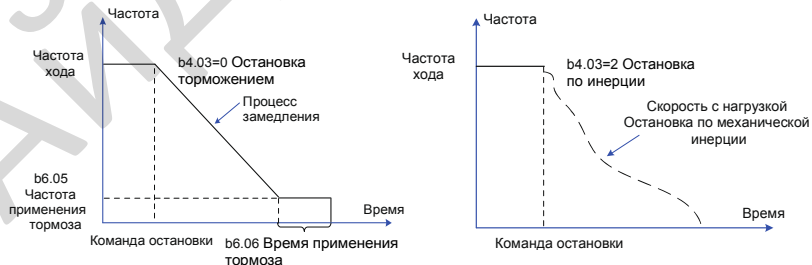 Частота
Частота
хода
b4.03=0 Остановка
торможением
Процесс
замедления
b6.05
Частота
применения
тормоза
Время
Команда остановки
b6.06 Время применения
тормоза
Частота
Частота
хода
b4.03=2 Остановка
по инерции
Скорость с нагрузкой
Остановка по механической
инерции
Время
Команда остановки